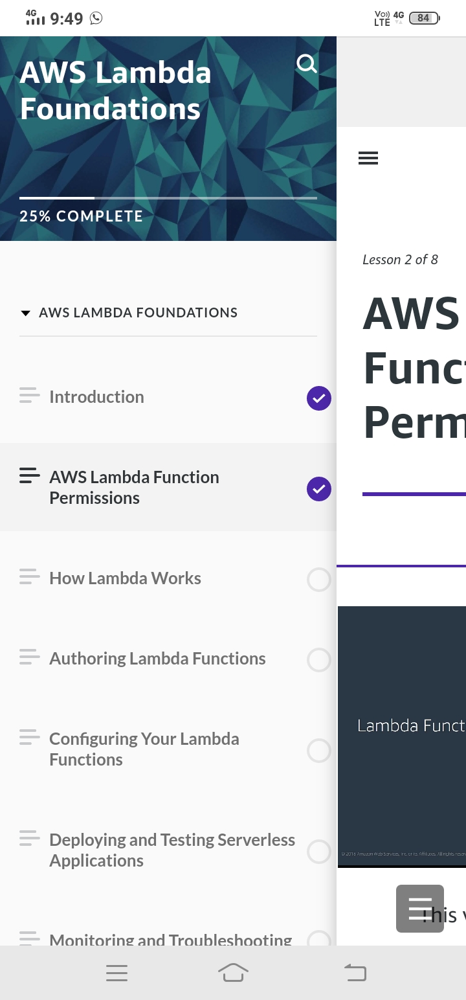 4G 9:49
Vo)) LTE 4G 84
AWS Lambda
Foundations
25% COMPLETE
AWS LAMBDA FOUNDATIONS
Introduction
AWS Lambda Function
Permissions
How Lambda Works
Authoring Lambda Functions
Configuring Your Lambda
Functions
Deploying and Testing Serverless
Applications
Monitoring and Troubleshooting
Lesson 2 of 8
AWS
Funct
Perm
Lambda Funct
© 2018 Amazon Web Services, Inc. or its Affiliates. All rights reser
This v